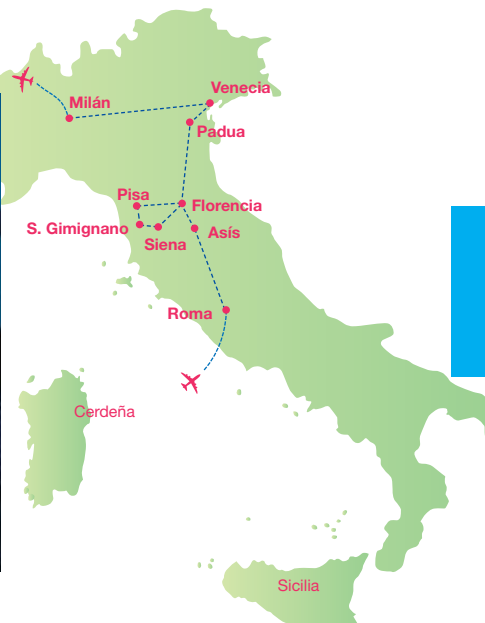 Venecia
Milán
Padua
Pisa
Florencia
S. Gimignano
Asís
Siena
Roma
Cerdeña
Sicilia